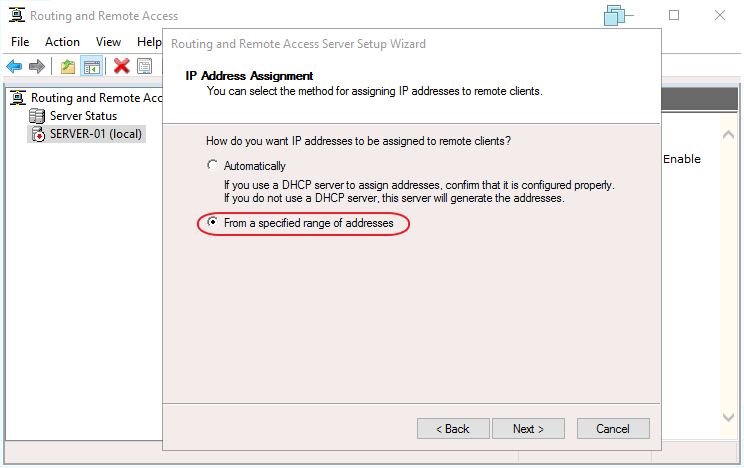 Routing and Remote Access
File Action View Help
Routing and Remote Access Server Setup Wizard
IP Address Assignment
You can select the method for assigning IP addresses to remote clients.
Routing and Remote Acc
Server Status
SERVER-01 (local)
How do you want IP addresses to be assigned to remote clients?
Automatically
If you use a DHCP server to assign addresses, confirm that it is configured properly.
If you do not use a DHCP server, this server will generate the addresses.
From a specified range of addresses
Enable
< Back Next > Cancel